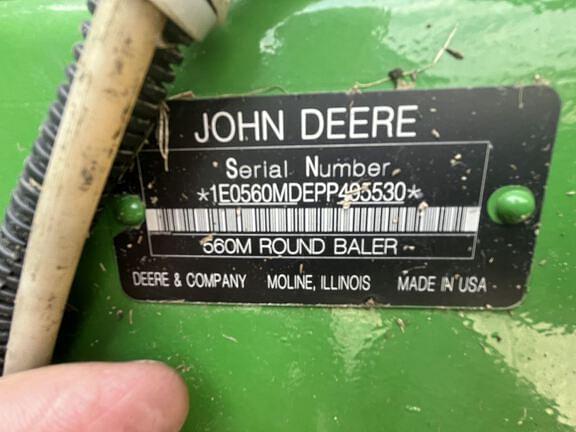 JOHN DEERE
Serial Number
*1E0560MDEPP495530*
560M ROUND BALER
DEERE & COMPANY MOLINE, ILLINOIS MADE IN USA